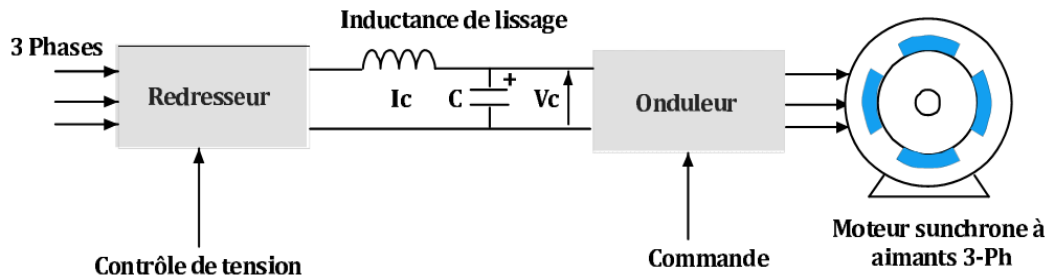 Inductance de lissage
3 Phases
Redresseur
Ic
C
+
Vc
Onduleur
Contrôle de tension
Commande
Moteur sunchrone à
aimants 3-Ph